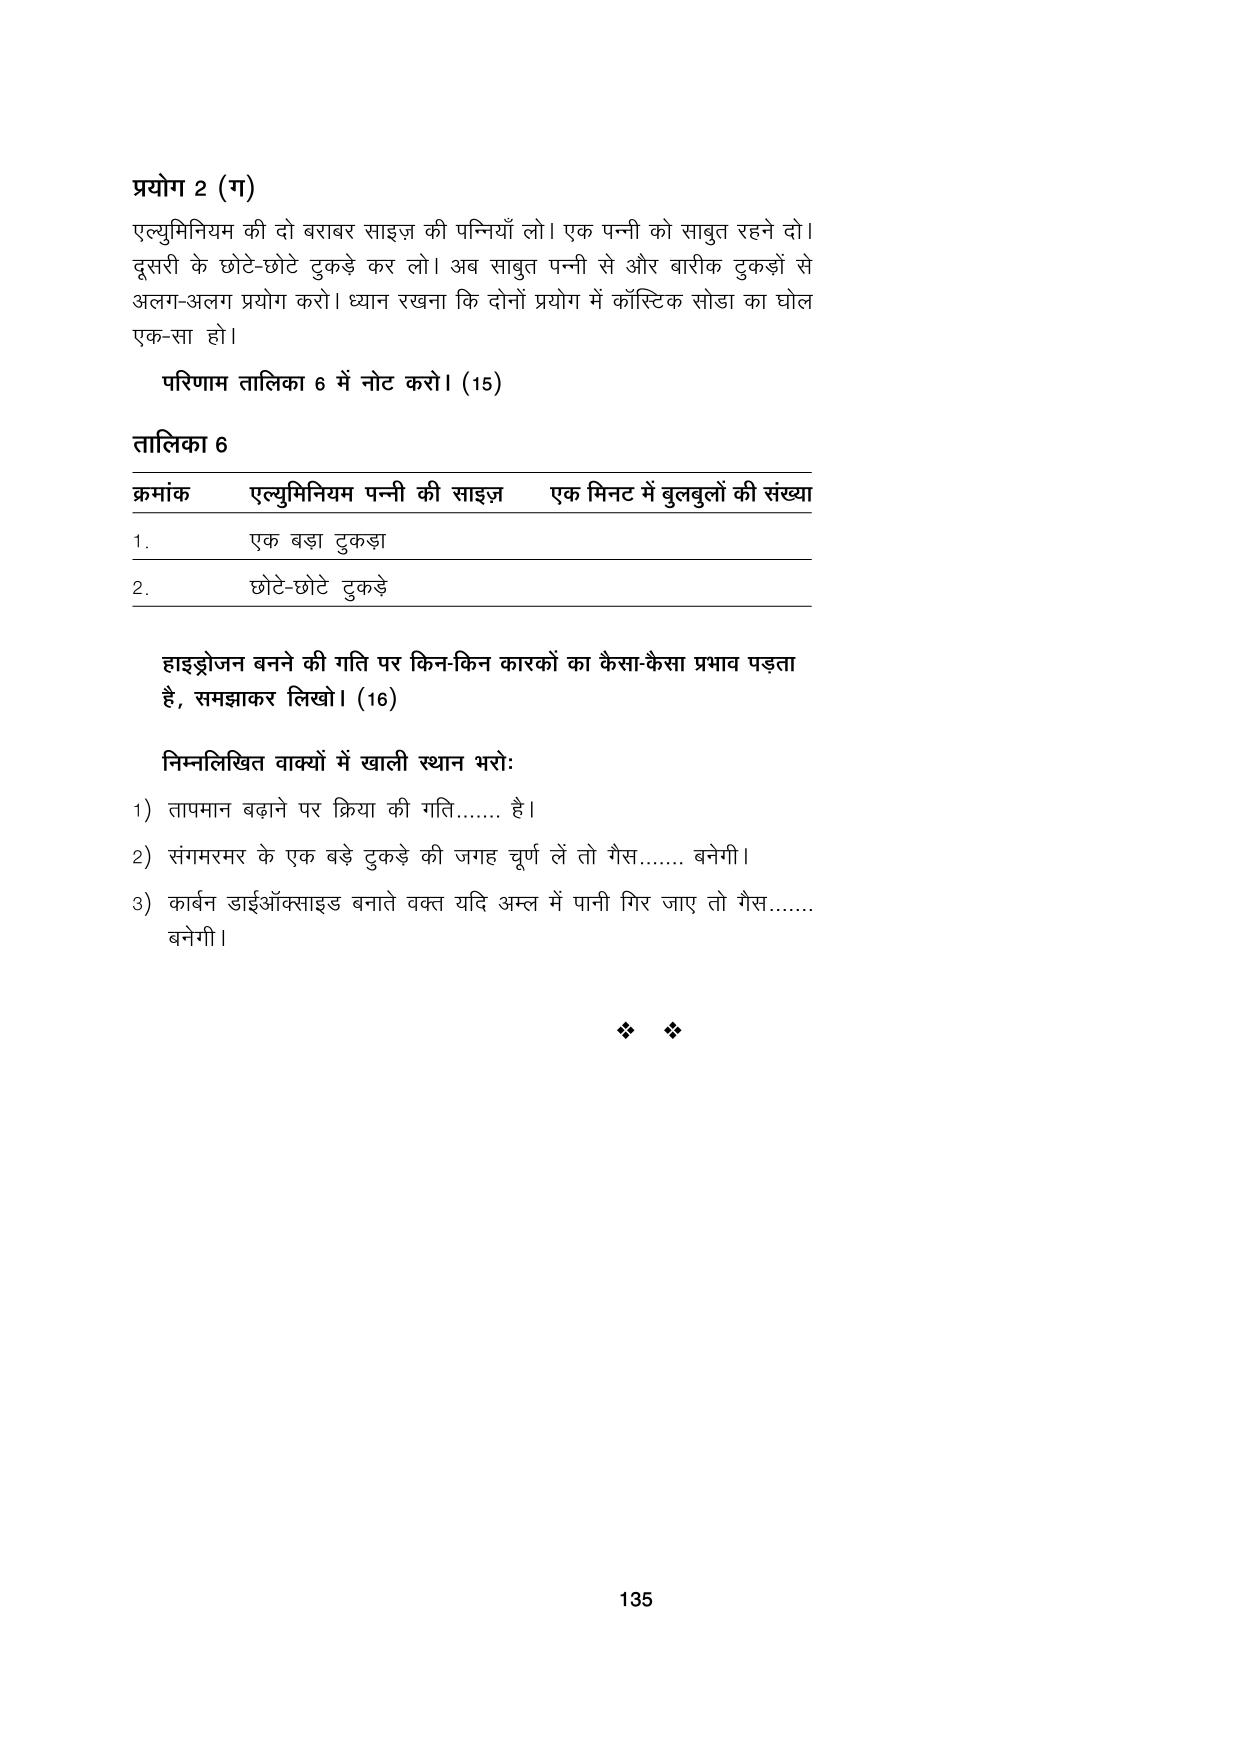 प्रयोग 2 (ग)
एल्युमिनियम की दो बराबर साइज़ की पन्नियाँ लो। एक पन्नी को साबुत रहने दो।
दूसरी के छोटे-छोटे टुकड़े कर लो। अब साबुत पन्नी से और बारीक टुकड़ों से
अलग-अलग प्रयोग करो। ध्यान रखना कि दोनों प्रयोग में कॉस्टिक सोडा का घोल
एक-सा हो।
परिणाम तालिका 6 में नोट करो। (15)
तालिका 6
क्रमांक एल्युमिनियम पन्नी की साइज़ एक मिनट में बुलबुलों की संख्या
1. एक बड़ा टुकड़ा
2. छोटे-छोटे टुकड़े
हाइड्रोजन बनने की गति पर किन-किन कारकों का कैसा-कैसा प्रभाव पड़ता
है, समझाकर लिखो। (16)
निम्नलिखित वाक्यों में खाली स्थान भरो:
1) तापमान बढ़ाने पर क्रिया की गति....... है।
2) संगमरमर के एक बड़े टुकड़े की जगह चूर्ण लें तो गैस....... बनेगी।
3) कार्बन डाईऑक्साइड बनाते वक्त यदि अम्ल में पानी गिर जाए तो गैस.......
बनेगी।
❖ ❖
135